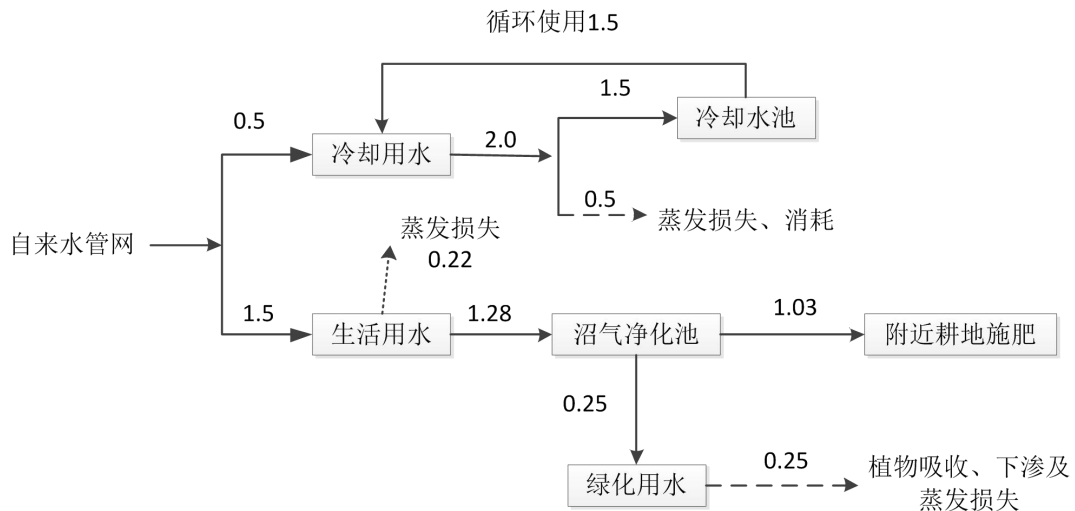 循环使用1.5
1.5
冷却水池
0.5
冷却用水
2.0
0.5
蒸发损失、消耗
自来水管网
蒸发损失
0.22
1.5
生活用水
1.28
沼气净化池
1.03
附近耕地施肥
0.25
绿化用水
0.25
植物吸收、下渗及
蒸发损失